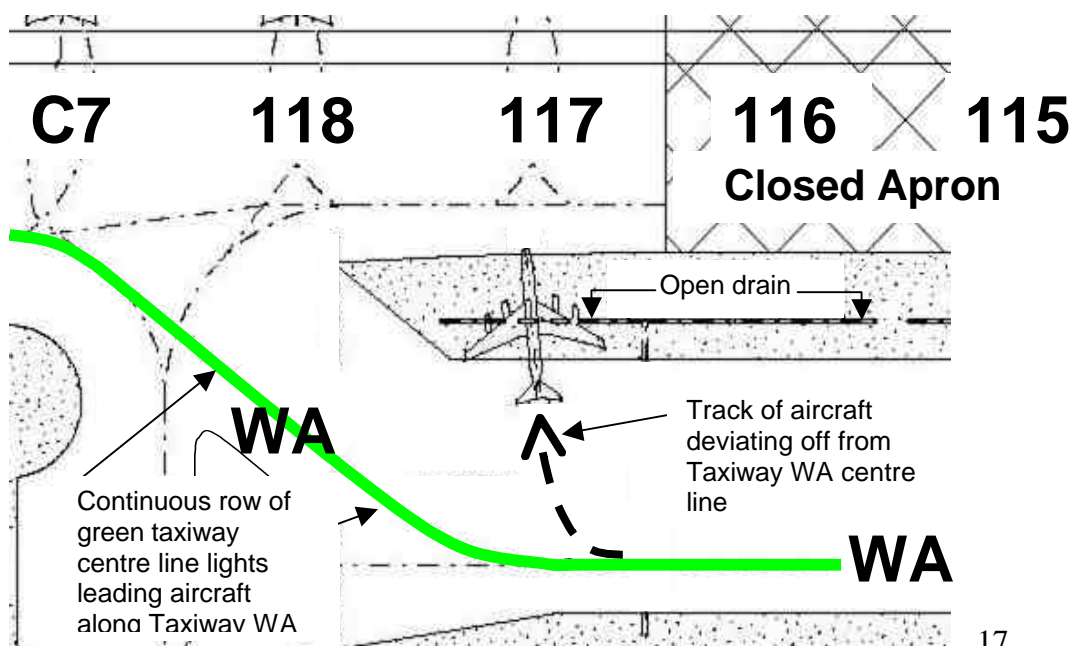 C7 118 117 116 115
Closed Apron
Open drain
Track of aircraft
deviating off from
Taxiway WA centre
line
WA
Continuous row of
green taxiway
centre line lights
leading aircraft
along Taxiway WA
WA
17